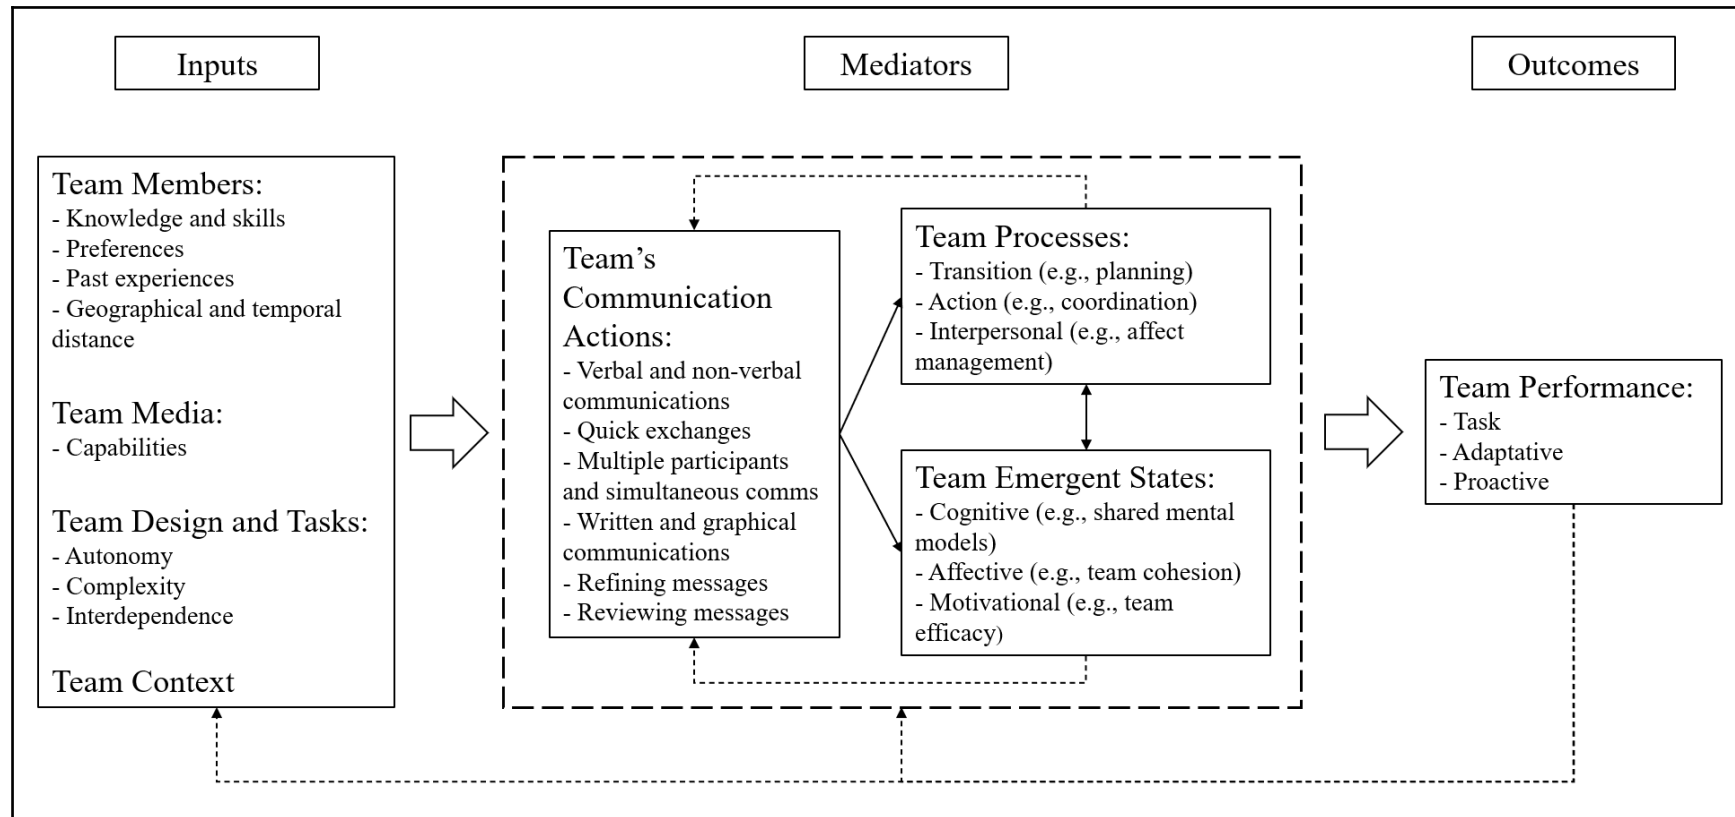 Inputs
Mediators
Outcomes
Team Members:
- Knowledge and skills
- Preferences
- Past experiences
- Geographical and temporal
distance
Team Media:
- Capabilities
Team Design and Tasks:
- Autonomy
- Complexity
- Interdependence
Team Context
Team's
Communication
Actions:
- Verbal and non-verbal
communications
- Quick exchanges
- Multiple participants
and simultaneous comms
- Written and graphical
communications
- Refining messages
- Reviewing messages
Team Processes:
- Transition (e.g., planning)
- Action (e.g., coordination)
- Interpersonal (e.g., affect
management)
Team Emergent States:
- Cognitive (e.g., shared mental
models)
- Affective (e.g., team cohesion)
- Motivational (e.g., team
efficacy)
Team Performance:
- Task
- Adaptative
- Proactive